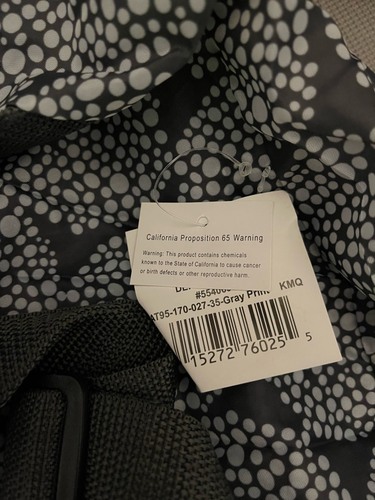 California Proposition 65 Warning
Warning: This product contains chemicals
known to the State of California to cause cancer
or birth defects or other reproductive harm.
KMQ
AT95-170-027-35-Gray Print
15272 76025 5